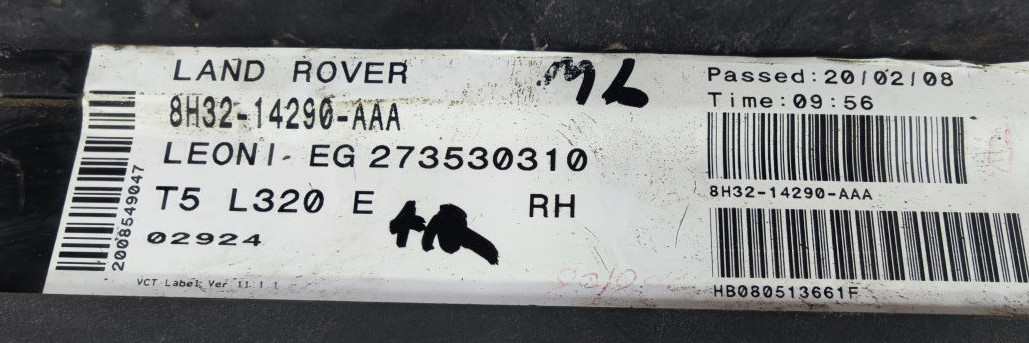 LAND ROVER
8H32-14290-AAA
LEONI EG 273530310
T5 L320 E RH
02924
VCT Label Ver 11.1.1
2008549047
Passed:20/02/08
Time:09:56
8H32-14290-AAA
HB080513661F